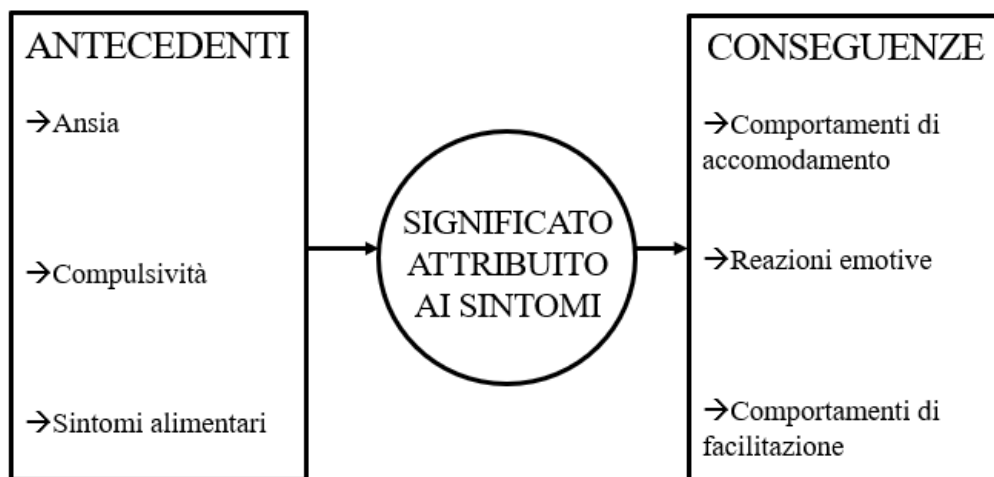 ANTECEDENTI
→Ansia
→Compulsività
→Sintomi alimentari
SIGNIFICATO
ATTRIBUITO
AI SINTOMI
CONSEGUENZE
→Comportamenti di
accomodamento
→Reazioni emotive
→Comportamenti di
facilitazione